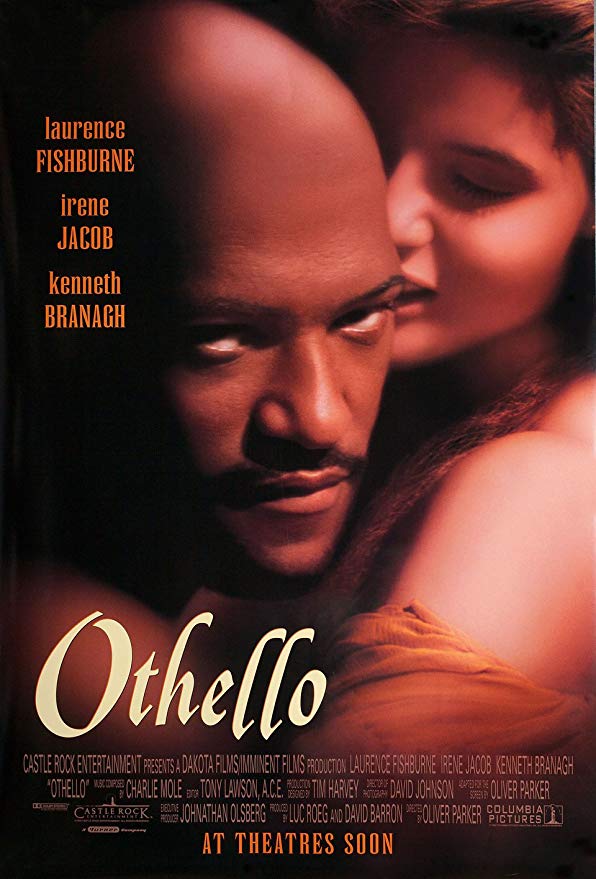 laurence
FISHBURNE
irene
JACOB
kenneth
BRANAGH
Othello
CASTLE ROCK ENTERTAINMENT PRESENTS A DAKOTA FILMS/IMMINENT FILMS PRODUCTION LAURENCE FISHBURNE IRENE JACOB KENNETH BRANAGH
"OTHELLO" MUSIC COMPOSED BY CHARLIE MOLE EDITOR TONY LAWSON, A.C.E. PRODUCTION DESIGNED BY TIM HARVEY DIRECTOR OF PHOTOGRAPHY DAVID JOHNSON ADAPTED FOR THE SCREEN BY OLIVER PARKER
EXECUTIVE PRODUCER JOHNATHAN OLSBERG PRODUCED BY LUC ROEG AND DAVID BARRON DIRECTED BY OLIVER PARKER
CASTLE ROCK
ENTERTAINMENT
A Turner Company
COLUMBIA
PICTURES
AT THEATRES SOON